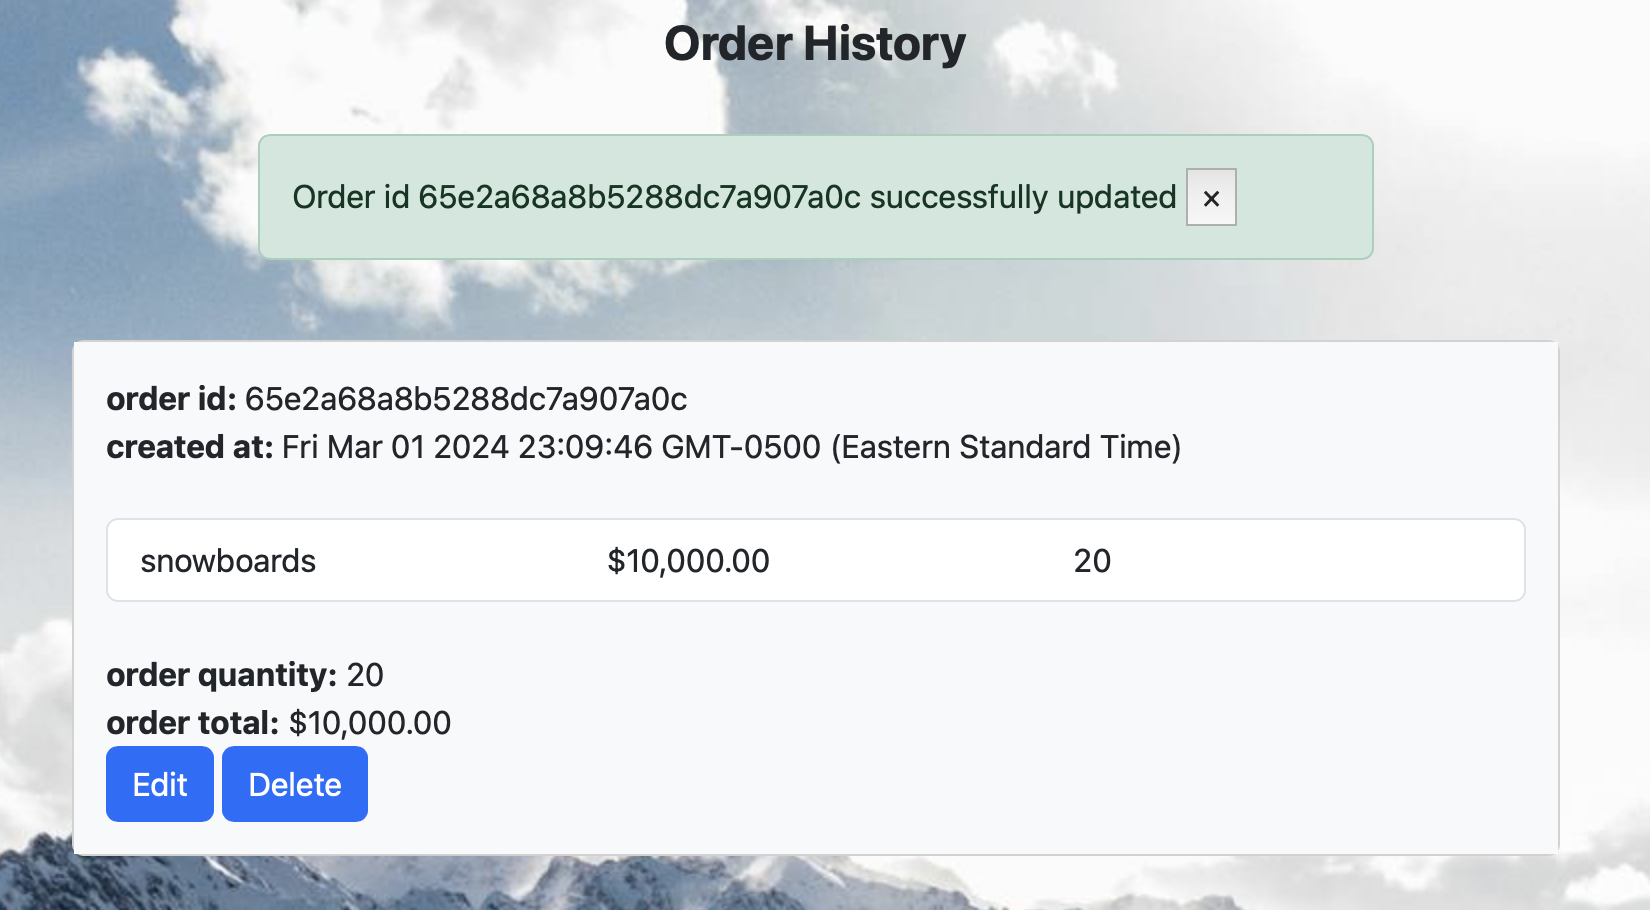 Order History
Order id 65e2a68a8b5288dc7a907a0c successfully updated ×
order id: 65e2a68a8b5288dc7a907a0c
created at: Fri Mar 01 2024 23:09:46 GMT-0500 (Eastern Standard Time)
snowboards $10,000.00 20
order quantity: 20
order total: $10,000.00
Edit Delete